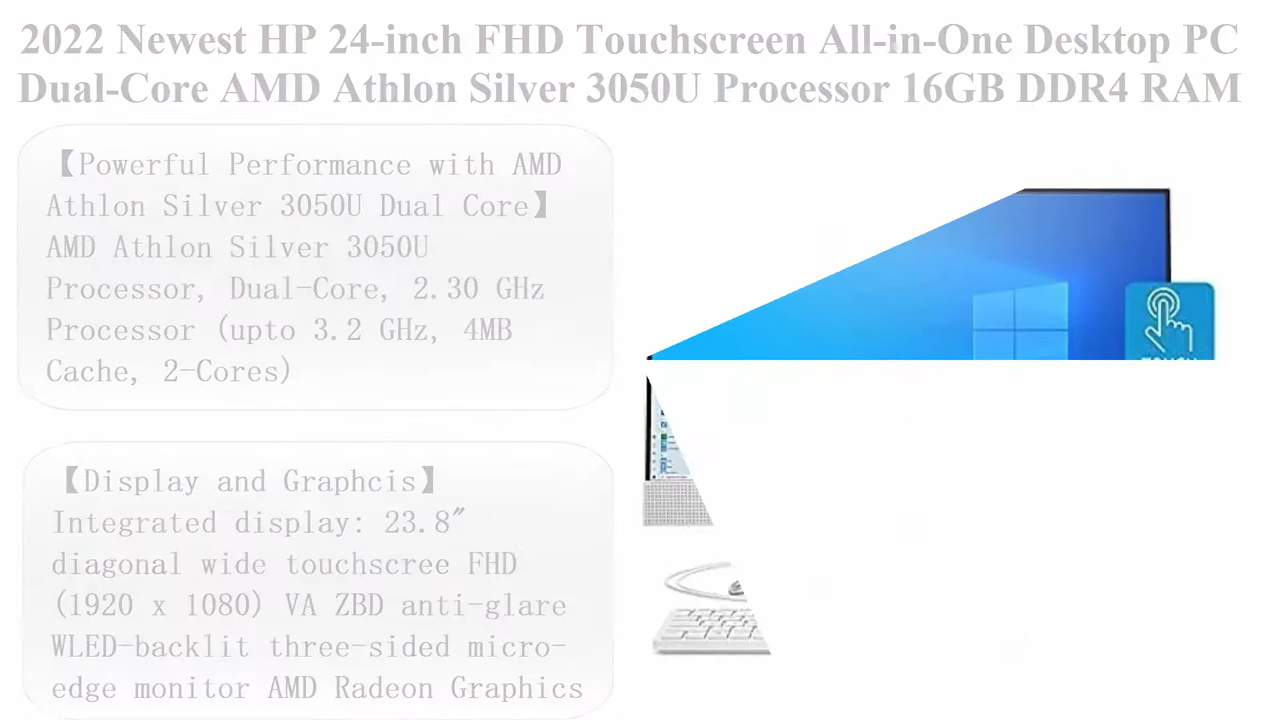 2022 Newest HP 24-inch FHD Touchscreen All-in-One Desktop PC
Dual-Core AMD Athlon Silver 3050U Processor 16GB DDR4 RAM
【Powerful Performance with AMD
Athlon Silver 3050U Dual Core】
AMD Athlon Silver 3050U
Processor, Dual-Core, 2.30 GHz
Processor (upto 3.2 GHz, 4MB
Cache, 2-Cores)
【Display and Graphcis】
Integrated display: 23.8″
diagonal wide touchscree FHD
(1920 x 1080) VA ZBD anti-glare
WLED-backlit three-sided micro-
edge monitor AMD Radeon Graphics